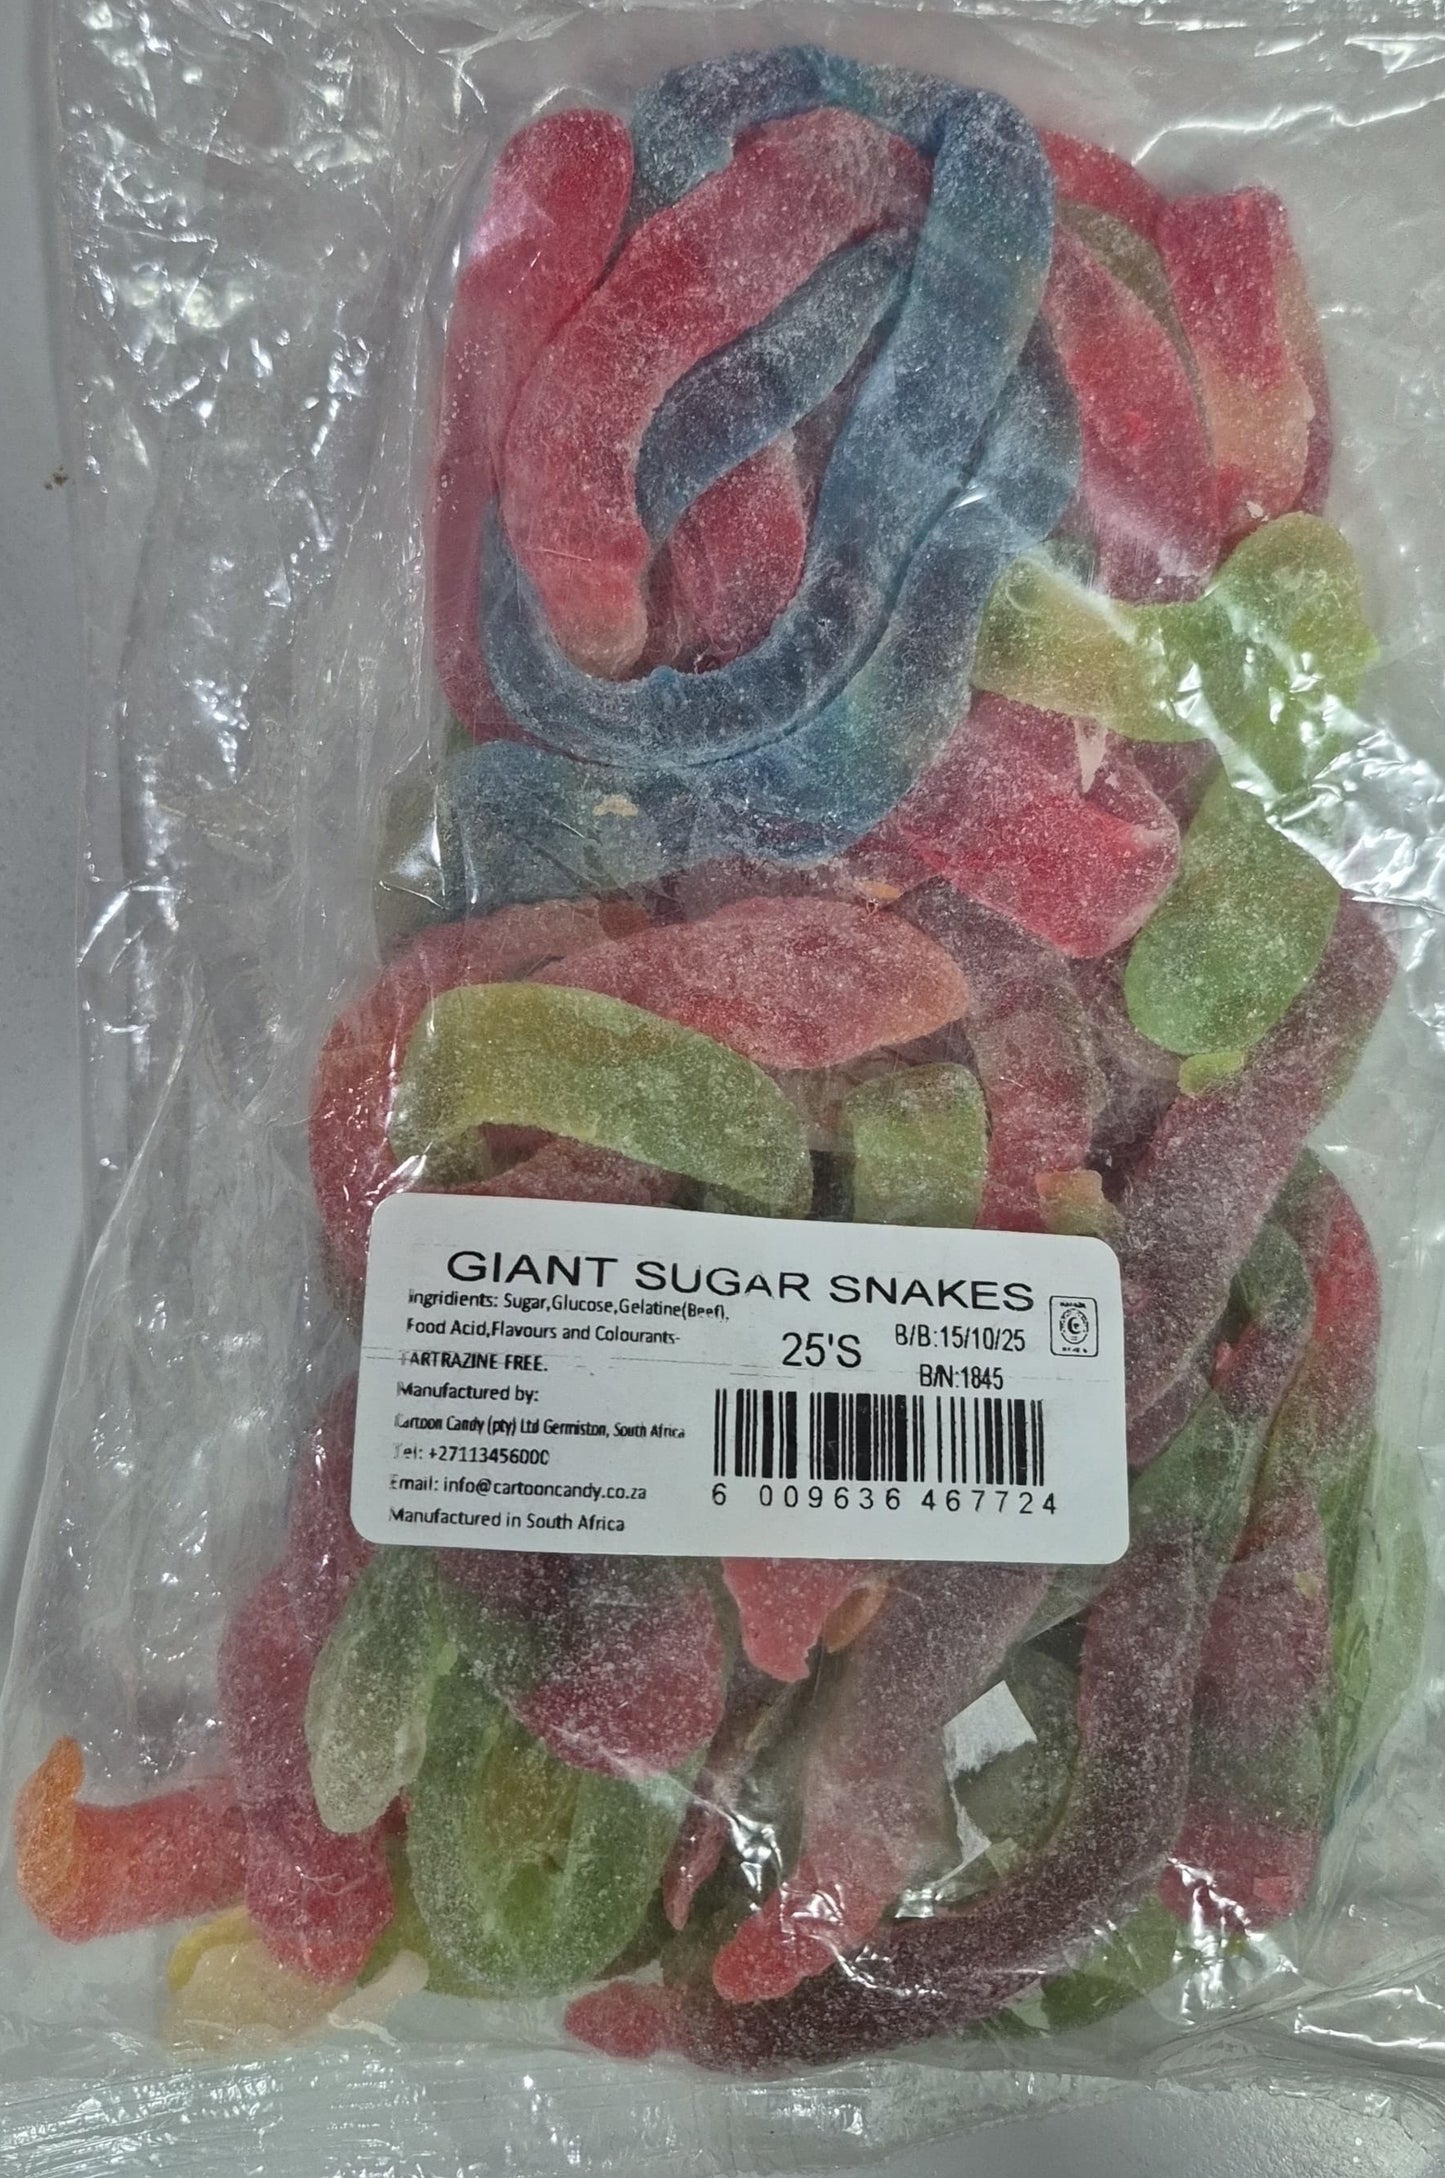 GIANT SUGAR SNAKES
Ingridients: Sugar,Glucose,Gelatine(Beef),
Food Acid,Flavours and Colourants-
TARTRAZINE FREE.
Manufactured by:
Cartoon Candy (pty) Ltd Germiston, South Africa
Tel: +27113456000
Email: info@cartooncandy.co.za
Manufactured in South Africa
25'S
B/B:15/10/25
B/N:1845
6 009636 467724